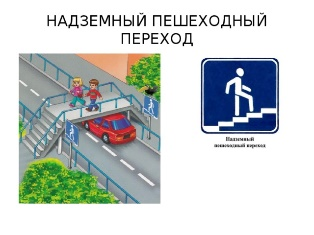 НАДЗЕМНЫЙ ПЕШЕХОДНЫЙ
ПЕРЕХОД
Надземный
пешеходный переход